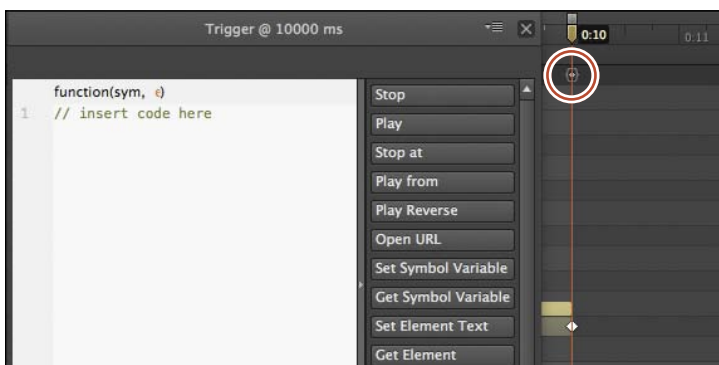 Trigger @ 10000 ms
0:10
0:11
function(sym, e)
1 // insert code here
Stop
Play
Stop at
Play from
Play Reverse
Open URL
Set Symbol Variable
Get Symbol Variable
Set Element Text
Get Element